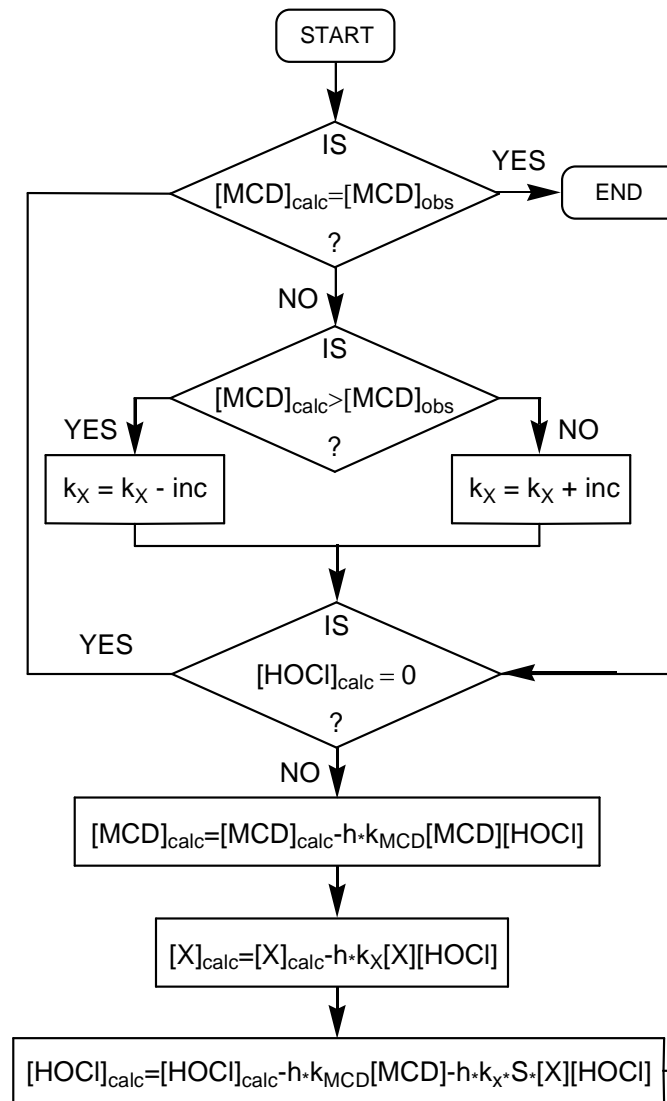 START
IS
YES
[MCD]calc=[MCD]obs
END
?
NO
IS
[MCD]calc>[MCD]obs
YES
NO
?
kX = kX - inc
kX = kX + inc
IS
YES
[HOCl]calc = 0
?
NO
[MCD]calc=[MCD]calc-h*kMCD[MCD][HOCl]
[X]calc=[X]calc-h*kX[X][HOCl]
[HOCl]calc=[HOCl]calc-h*kMCD[MCD]-h*kx*S*[X][HOCl]